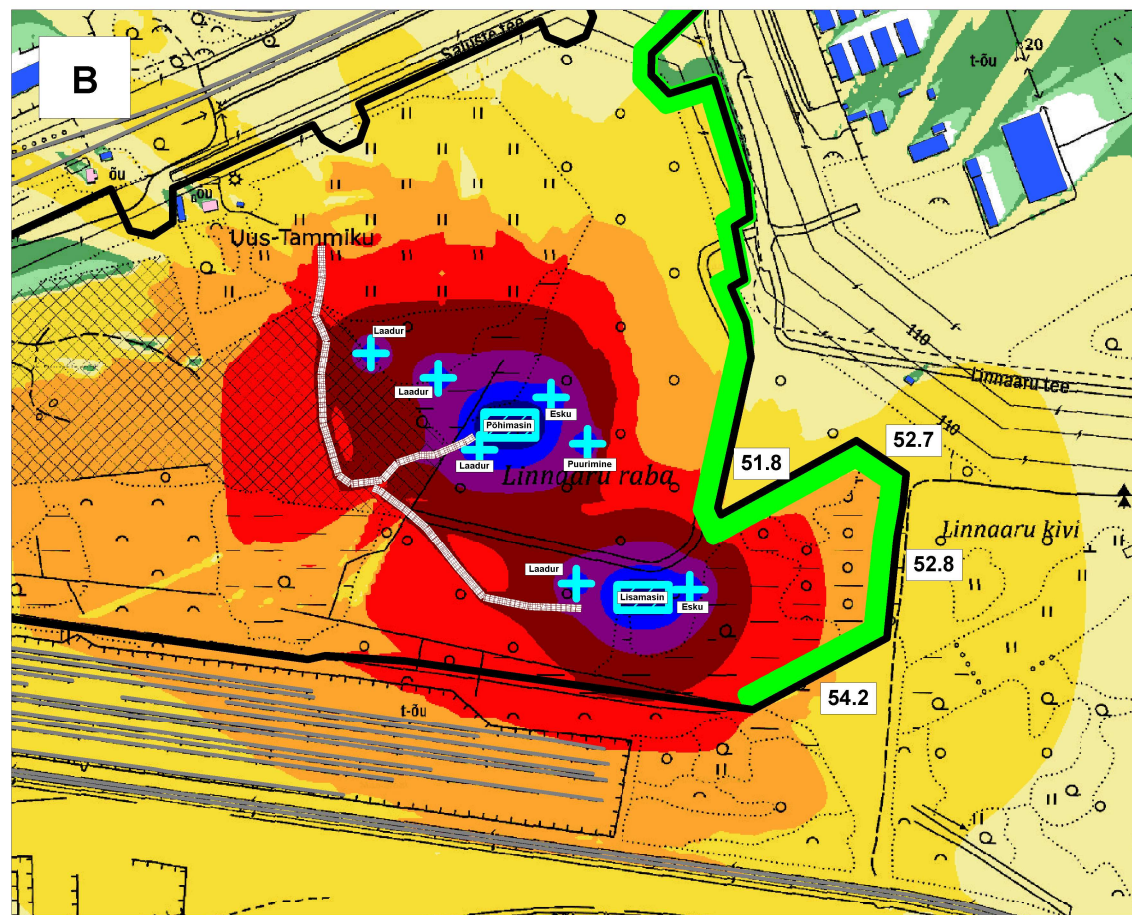 B
Saluste tee
t-õu
20
õu
õu
Uus-Tammiku
Laadur
Laadur
Esku
Põhimasin
Laadur
Puurimine
Linnaaru raba
110
Linnaaru tee
110
51.8
52.7
Linnaaru kivi
52.8
Laadur
Lisamasin
Esku
54.2
t-õu